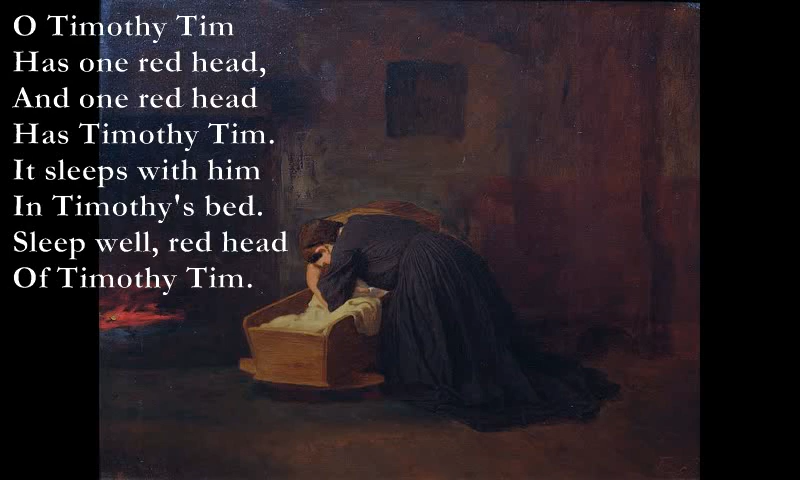 O Timothy Tim
Has one red head,
And one red head
Has Timothy Tim.
It sleeps with him
In Timothy's bed.
Sleep well, red head
Of Timothy Tim.